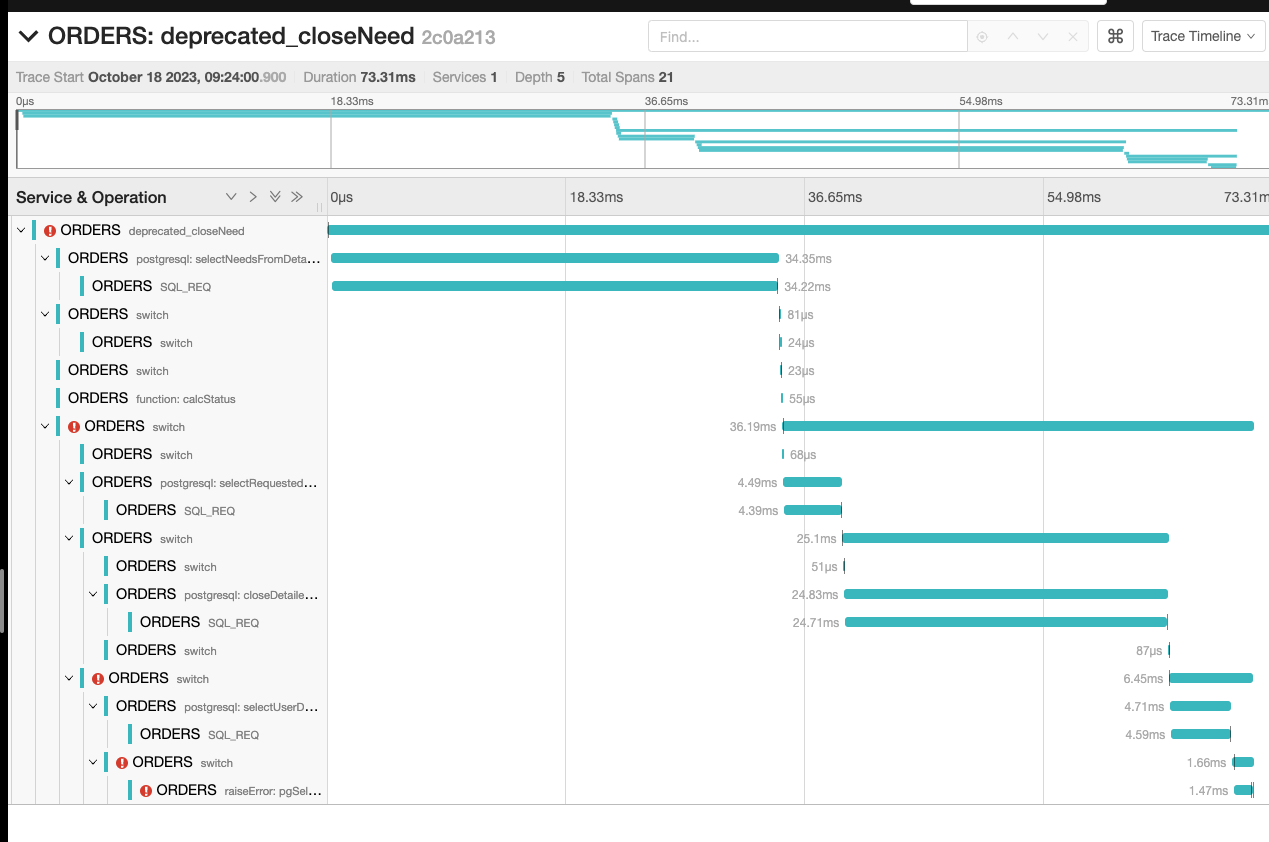 ORDERS: deprecated_closeNeed 2c0a213
Find...
Trace Timeline
Trace Start October 18 2023, 09:24:00.900 Duration 73.31ms Services 1 Depth 5 Total Spans 21
0μs 18.33ms 36.65ms 54.98ms 73.31m
Service & Operation 0μs 18.33ms 36.65ms 54.98ms 73.31m
ORDERS deprecated_closeNeed
ORDERS postgresql: selectNeedsFromDeta... 34.35ms
ORDERS SQL_REQ 34.22ms
ORDERS switch 81μs
ORDERS switch 24μs
ORDERS switch 23μs
ORDERS function: calcStatus 55μs
ORDERS switch 36.19ms
ORDERS switch 68μs
ORDERS postgresql: selectRequested... 4.49ms
ORDERS SQL_REQ 4.39ms
ORDERS switch 25.1ms
ORDERS switch 51μs
ORDERS postgresql: closeDetaile... 24.83ms
ORDERS SQL_REQ 24.71ms
ORDERS switch 87μs
ORDERS switch 6.45ms
ORDERS postgresql: selectUserD... 4.71ms
ORDERS SQL_REQ 4.59ms
ORDERS switch 1.66ms
ORDERS raiseError: pgSel... 1.47ms